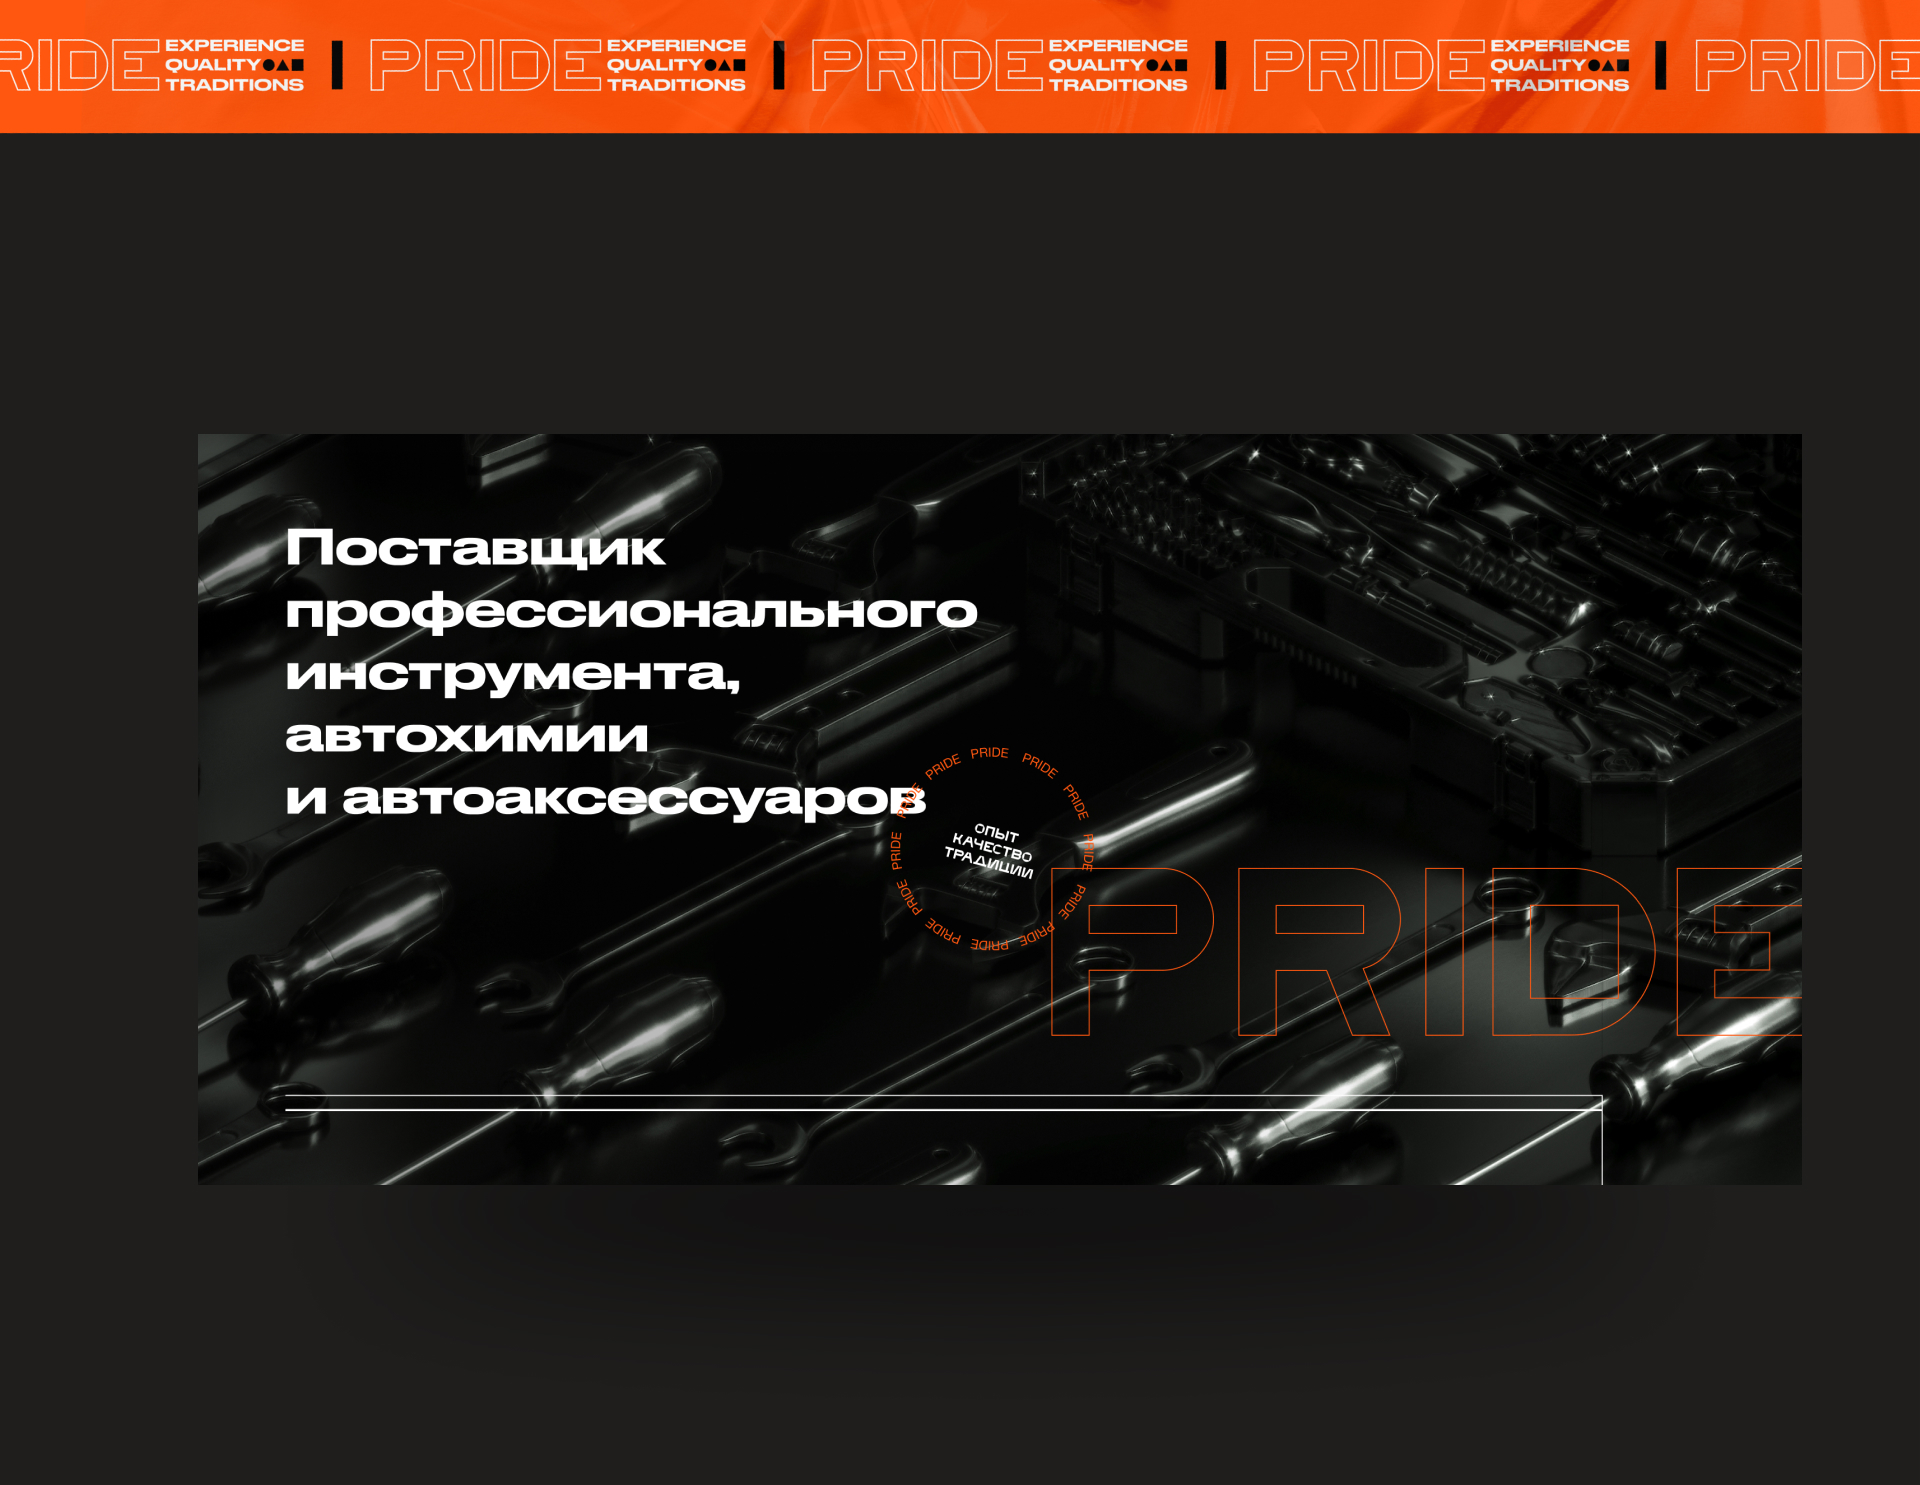 RIDE EXPERIENCE QUALITY TRADITIONS
PRIDE EXPERIENCE QUALITY TRADITIONS
PRIDE EXPERIENCE QUALITY TRADITIONS
PRIDE EXPERIENCE QUALITY TRADITIONS
PRIDE
Поставщик
профессионального
инструмента,
автохимии
и автоаксессуаров
PRIDE PRIDE PRIDE PRIDE PRIDE PRIDE PRIDE PRIDE PRIDE PRIDE PRIDE PRIDE
ОПЫТ
КАЧЕСТВО
ТРАДИЦИИ
PRIDE